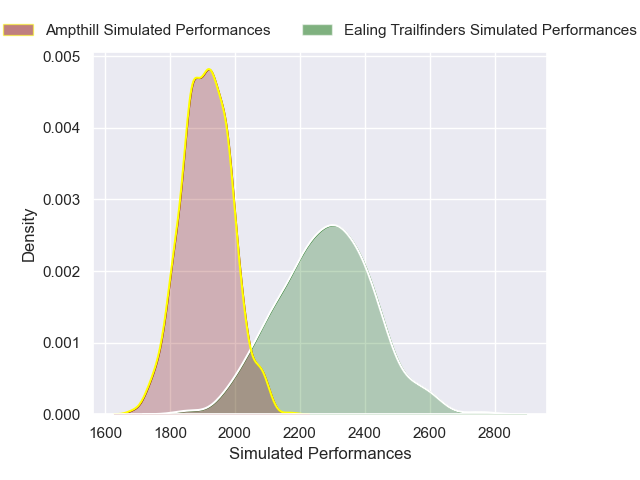 Ampthill Simulated Performances
Ealing Trailfinders Simulated Performances
0.005
0.004
0.003
0.002
0.001
0.000
Density
1600 1800 2000 2200 2400 2600 2800
Simulated Performances